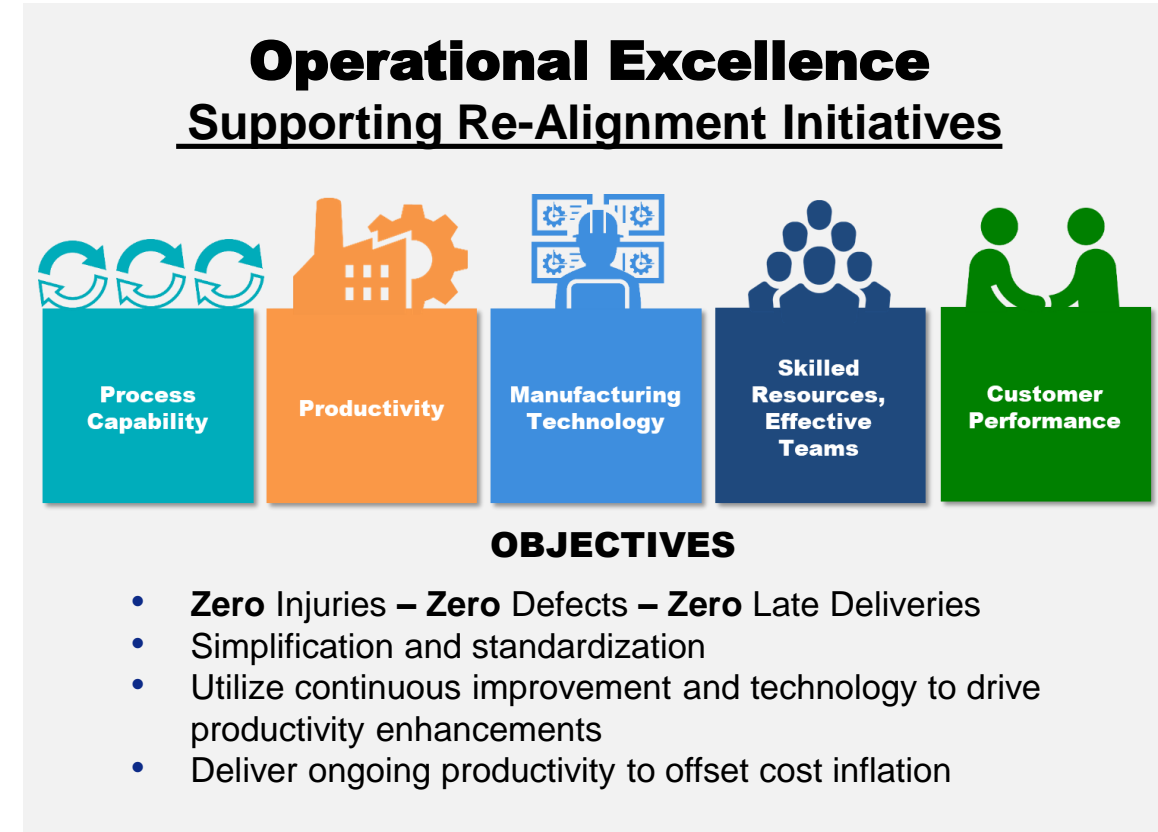 Operational Excellence
Supporting Re-Alignment Initiatives
Process
Capability
Productivity
Manufacturing
Technology
Skilled
Resources,
Effective
Teams
Customer
Performance
OBJECTIVES
• Zero Injuries – Zero Defects – Zero Late Deliveries
• Simplification and standardization
• Utilize continuous improvement and technology to drive
productivity enhancements
• Deliver ongoing productivity to offset cost inflation